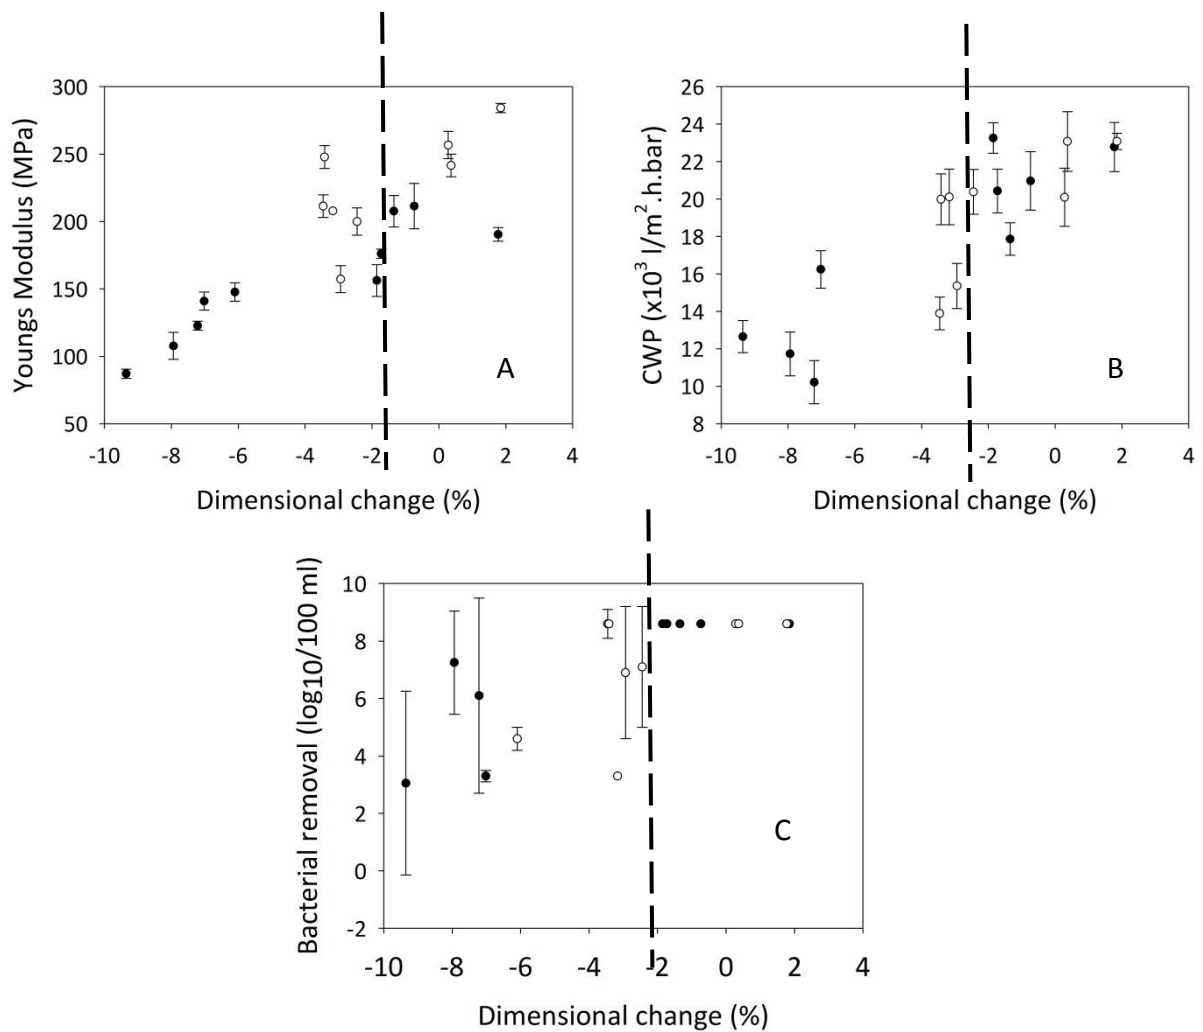 300
250
200
150
100
50
Youngs Modulus (MPa)
A
-10 -8 -6 -4 -2 0 2 4
Dimensional change (%)
26
24
22
20
18
16
14
12
10
8
CWP (x10³ l/m².h.bar)
B
-10 -8 -6 -4 -2 0 2 4
Dimensional change (%)
10
8
6
4
2
0
-2
Bacterial removal (log10/100 ml)
C
-10 -8 -6 -4 -2 0 2 4
Dimensional change (%)